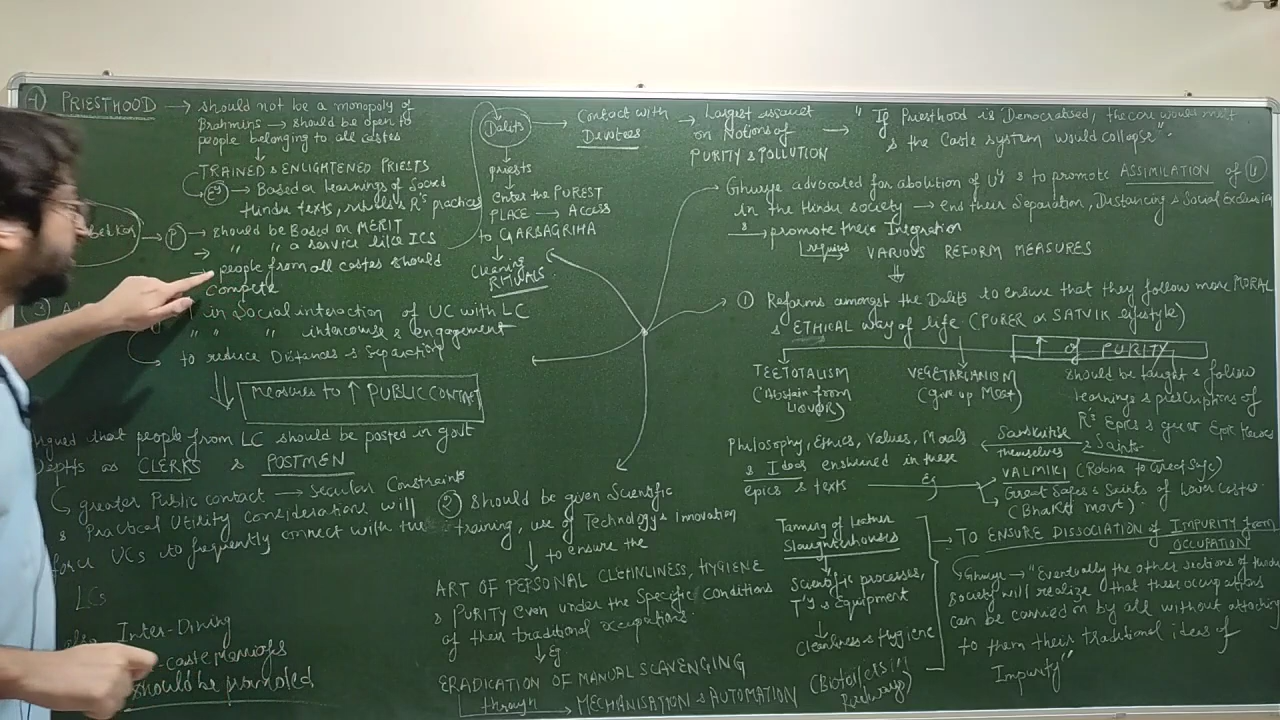 4) PRIESTHOOD → should not be a monopoly of
Brahmins → should be open to
people belonging to all castes
↓
TRAINED & ENLIGHTENED PRIESTS
Eg → Based on learnings of Sacred
Hindu texts, rituals & R's practices
belkar → P → should be Based on MERIT
→ " " a service like ICS
→ people from all castes should
compete
Dalits → Contact with
Devotees → Largest assault
on Notions of
PURITY & POLLUTION → " If Priesthood is Democratised, the core would melt
& the Caste system would collapse".
↓
priests
↓
Enter the PUREST
PLACE → Access
to GARBAGRIHA
↓
Cleaning
RITUALS
Ghurye advocated for abolition of U's & to promote ASSIMILATION of U
in the Hindu society → end their Separation, Distancing & Social Exclusion
→ promote their Integration
requires VARIOUS REFORM MEASURES
⇓
① Reforms amongst the Dalits to ensure that they follow more MORAL
& ETHICAL way of life (PURER or SATVIK lifestyle)
TEETOTALISM
(Abstain from
LIQUOR)
VEGETARIANISM
(give up Meat)
↑ of PURITY
should be taught & follow
learnings & prescriptions of
R's Epics & great Epic Heroes
& Saints
Sanskritise
themselves
Philosophy, Ethics, Values, Morals
& Ideas enshrined in these
epics & texts
Eg
VALMIKI (Robha to Great Sage)
Great Sages & Saints of lower castes
(Bhakti movt).
② should be given Scientific
training, use of Technology & Innovation
↓ to ensure the
ART OF PERSONAL CLEANLINESS, HYGIENE
& PURITY even under the Specific Conditions
of their traditional occupations.
↓ Eg
ERADICATION OF MANUAL SCAVENGING
through → MECHANISATION & AUTOMATION (Biotoilets in
Railways)
Tanning of Leather
Slaughterhouses
↓
Scientific processes,
T'Y & Equipment
↓
Cleanliness & Hygiene
→ TO ENSURE DISSOCIATION of IMPURITY from
OCCUPATION
Ghurye → "Eventually the other sections of Hindu
society will realize that these occupations
can be carried on by all without attaching
to them their traditional ideas of
Impurity"
③
↑ in Social interaction of UC with LC
" " intercourse & engagement
→ to reduce Distances & Separation
⇓ Measures to ↑ PUBLIC CONTACT
rgued that people from LC should be posted in govt
Deptts as CLERKS & POSTMEN
greater Public contact → Secular Constraints
& Practical Utility Considerations will
force UCs to frequently connect with the
LCs
also Inter-Dining
-caste marriages
should be promoted